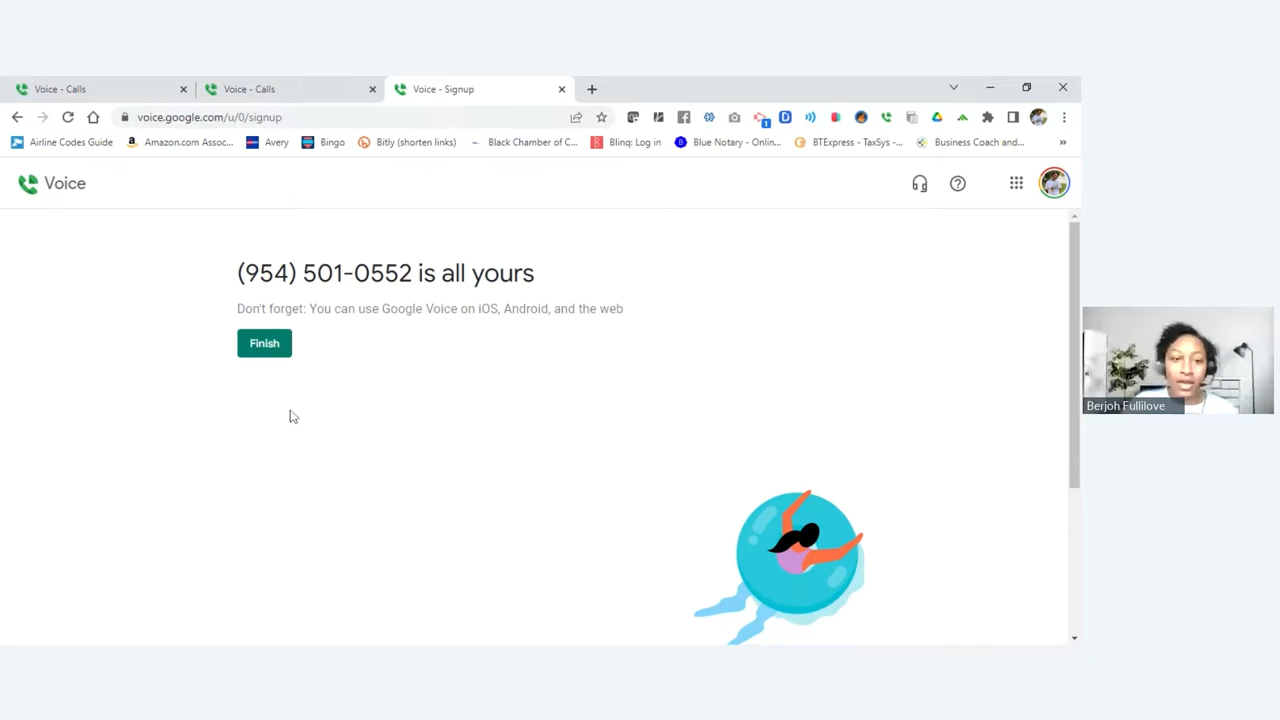 Voice - Calls
Voice - Calls
Voice - Signup
voice.google.com/u/0/signup
Airline Codes Guide
Amazon.com Assoc...
Avery
Bingo
Bitly (short links)
Black Chamber of C...
Blinq: Log in
Blue Notary - Onlin...
BTExpress - TaxSys -...
Business Coach and...
Voice
(954) 501-0552 is all yours
Don't forget: You can use Google Voice on iOS, Android, and the web
Finish
Berjoh Fullilove